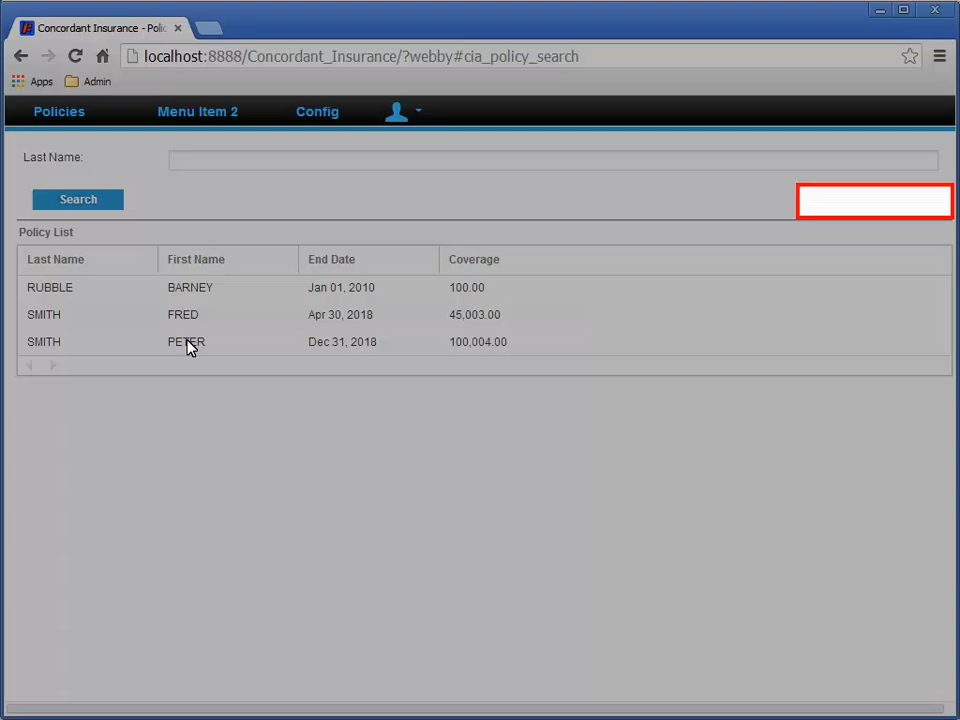 Concordant Insurance - Polic
localhost:8888/Concordant_Insurance/?webby#cia_policy_search
Apps Admin
Policies Menu Item 2 Config
Last Name:
Search
Policy List
Last Name First Name End Date Coverage
RUBBLE BARNEY Jan 01, 2010 100.00
SMITH FRED Apr 30, 2018 45,003.00
SMITH PETER Dec 31, 2018 100,004.00